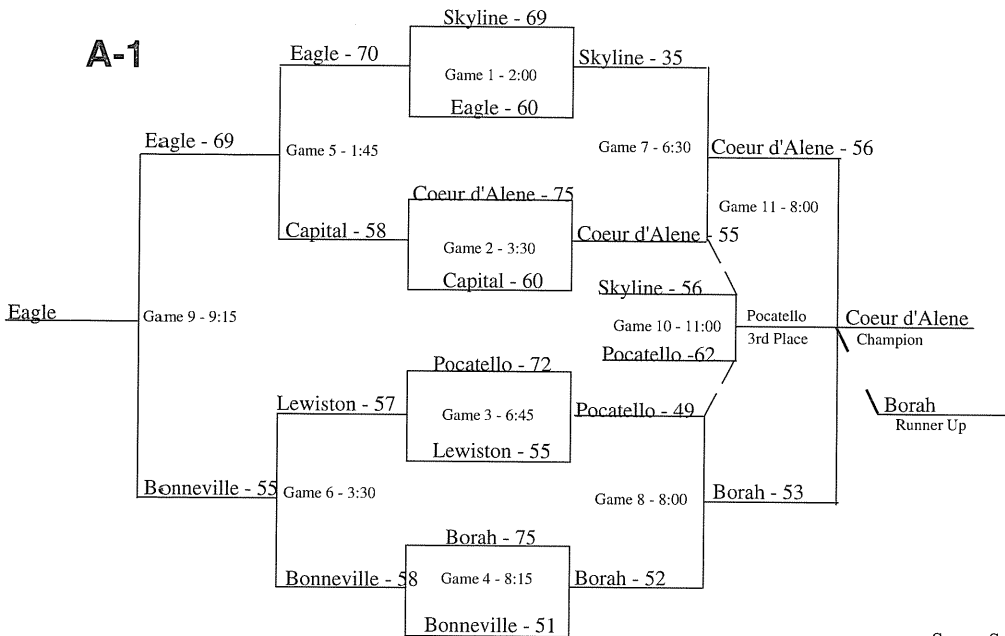 A-1
Skyline - 69
Eagle - 70
Game 1 - 2:00
Skyline - 35
Eagle - 60
Eagle - 69
Game 5 - 1:45
Game 7 - 6:30
Coeur d'Alene - 56
Coeur d'Alene - 75
Game 11 - 8:00
Capital - 58
Game 2 - 3:30
Coeur d'Alene - 55
Capital - 60
Skyline - 56
Eagle
Game 9 - 9:15
Game 10 - 11:00
Pocatello
3rd Place
Coeur d'Alene
Champion
Pocatello -62
Pocatello - 72
Lewiston - 57
Game 3 - 6:45
Pocatello - 49
Borah
Runner Up
Lewiston - 55
Bonneville - 55
Game 6 - 3:30
Game 8 - 8:00
Borah - 53
Borah - 75
Bonneville - 58
Game 4 - 8:15
Borah - 52
Bonneville - 51